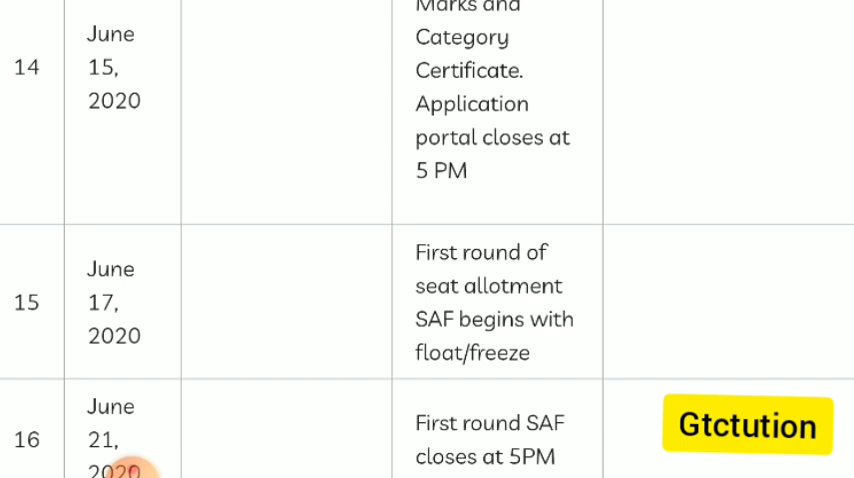 Marks and
June
Category
14
15,
Certificate.
2020
Application
portal closes at
5 PM
First round of
June
seat allotment
15
17,
SAF begins with
2020
float/freeze
June
First round SAF
Gtctution
16
21,
closes at 5PM
2020